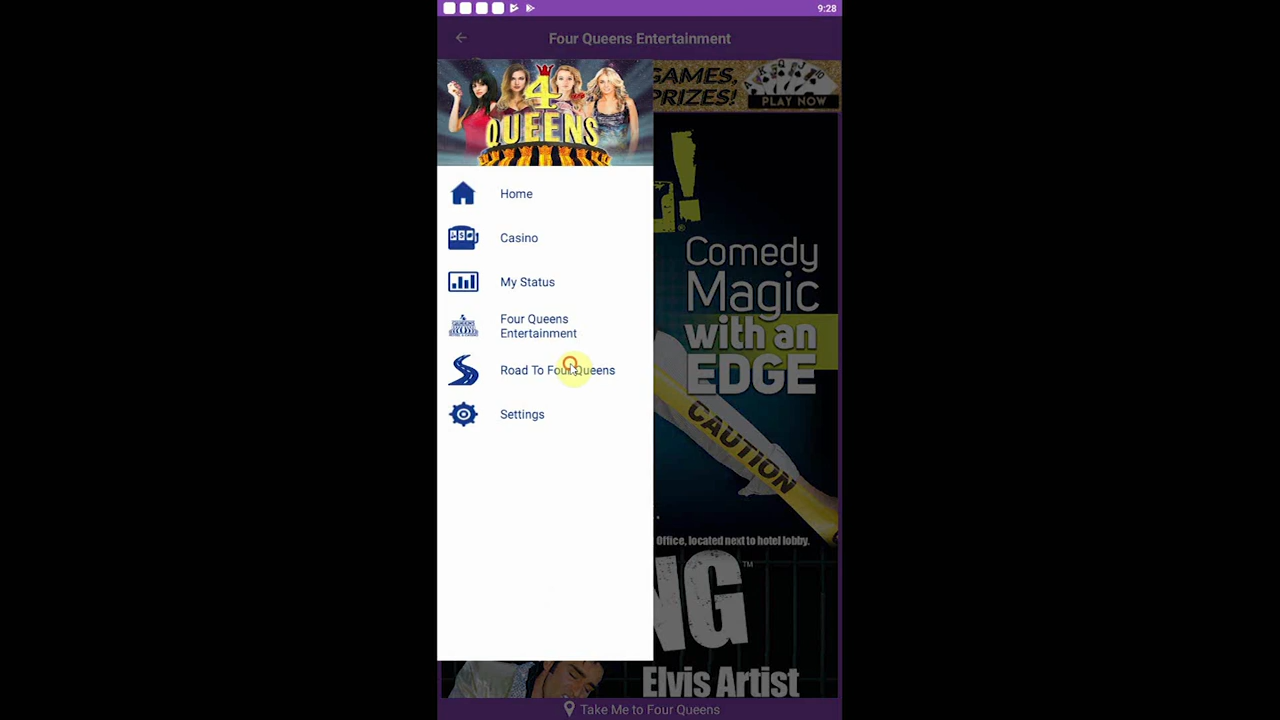 9:28
Four Queens Entertainment
4
QUEENS
GAMES,
PRIZES!
PLAY NOW
Home
Casino
My Status
Four Queens
Entertainment
Road To Four Queens
Settings
Comedy
Magic
with an
EDGE
CAUTION
Office, located next to hotel lobby.
NG™
Elvis Artist
Take Me to Four Queens